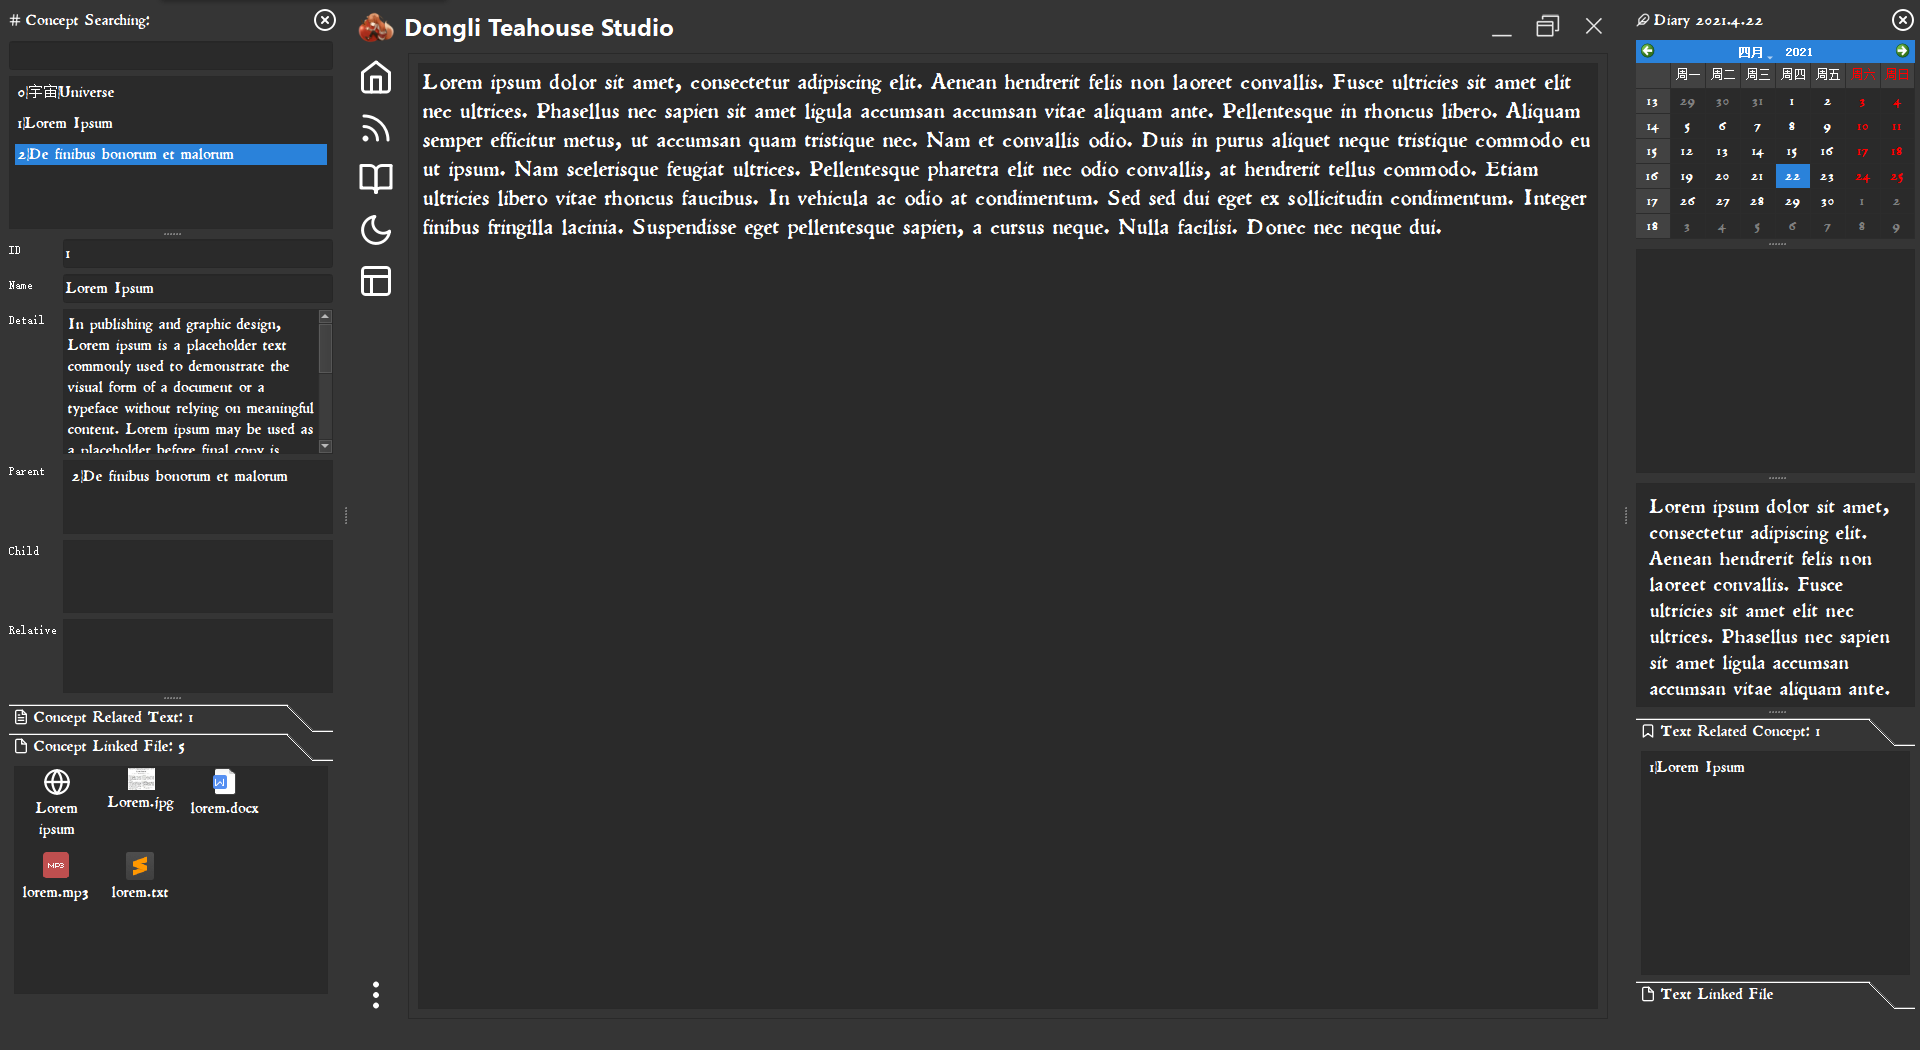 # Concept Searching:
0|宇宙|Universe
1|Lorem Ipsum
2|De finibus bonorum et malorum
ID
1
Name
Lorem Ipsum
Detail
In publishing and graphic design,
Lorem ipsum is a placeholder text
commonly used to demonstrate the
visual form of a document or a
typeface without relying on meaningful
content. Lorem ipsum may be used as
a placeholder before final copy is
Parent
2|De finibus bonorum et malorum
Child
Relative
Concept Related Text: 1
Concept Linked File: 5
Lorem
ipsum
Lorem.jpg
lorem.docx
MP3
lorem.mp3
lorem.txt
Dongli Teahouse Studio
Lorem ipsum dolor sit amet, consectetur adipiscing elit. Aenean hendrerit felis non laoreet convallis. Fusce ultricies sit amet elit
nec ultrices. Phasellus nec sapien sit amet ligula accumsan accumsan vitae aliquam ante. Pellentesque in rhoncus libero. Aliquam
semper efficitur metus, ut accumsan quam tristique nec. Nam et convallis odio. Duis in purus aliquet neque tristique commodo eu
ut ipsum. Nam scelerisque feugiat ultrices. Pellentesque pharetra elit nec odio convallis, at hendrerit tellus commodo. Etiam
ultricies libero vitae rhoncus faucibus. In vehicula ac odio at condimentum. Sed sed dui eget ex sollicitudin condimentum. Integer
finibus fringilla lacinia. Suspendisse eget pellentesque sapien, a cursus neque. Nulla facilisi. Donec nec neque dui.
Diary 2021.4.22
四月 2021
周一 周二 周三 周四 周五 周六 周日
13 29 30 31 1 2 3 4
14 5 6 7 8 9 10 11
15 12 13 14 15 16 17 18
16 19 20 21 22 23 24 25
17 26 27 28 29 30 1 2
18 3 4 5 6 7 8 9
Lorem ipsum dolor sit amet,
consectetur adipiscing elit.
Aenean hendrerit felis non
laoreet convallis. Fusce
ultricies sit amet elit nec
ultrices. Phasellus nec sapien
sit amet ligula accumsan
accumsan vitae aliquam ante.
Text Related Concept: 1
1|Lorem Ipsum
Text Linked File